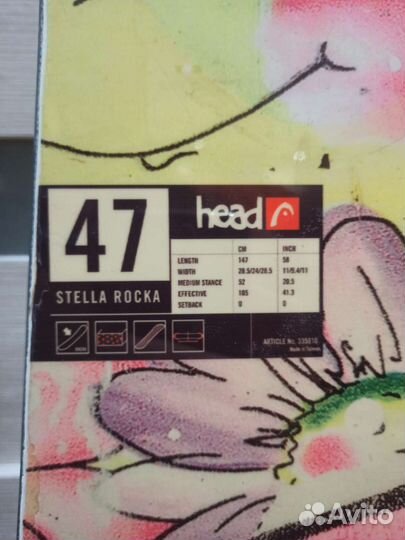 47
STELLA ROCKA
head
CM INCH
LENGTH 147 58
WIDTH 28.5/24/28.5 11/9.4/11
MEDIUM STANCE 52 20.5
EFFECTIVE 105 41.3
SETBACK 0 0
ARTICLE No. 335810
Made in Taiwan
Avito